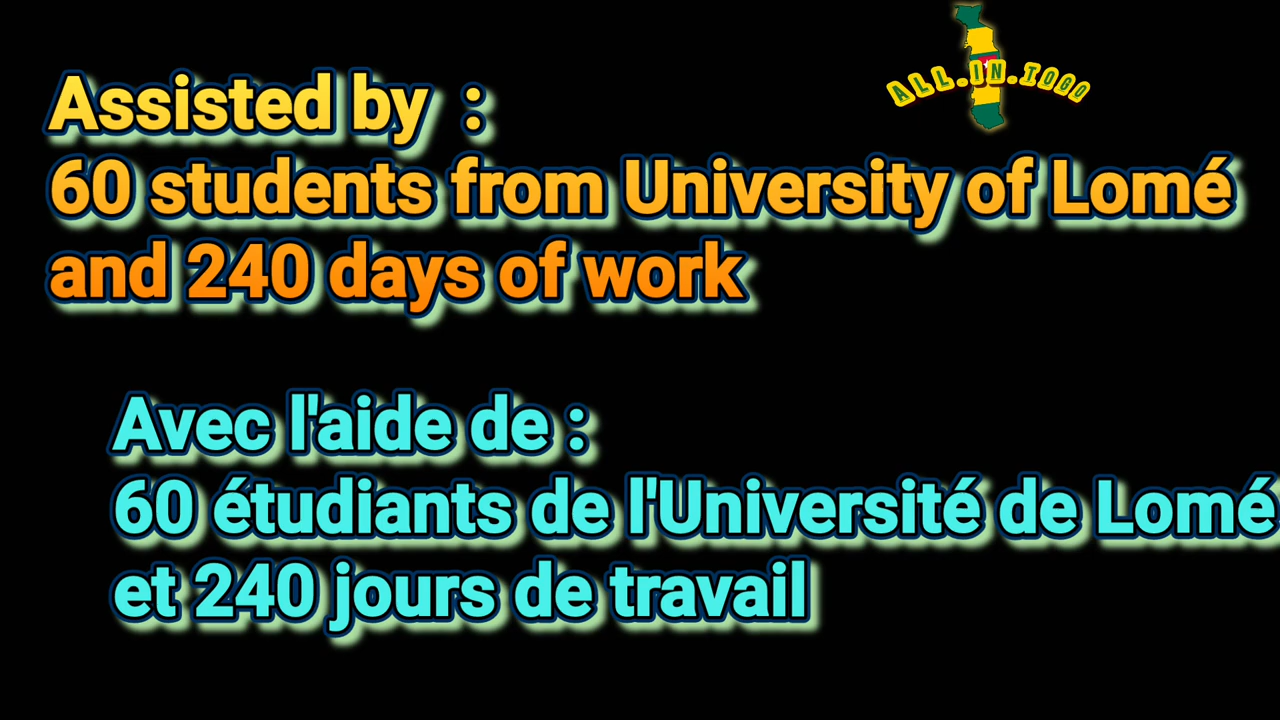 ALL.IN.TOGO
Assisted by  :
60 students from University of Lomé
and 240 days of work
Avec l'aide de :
60 étudiants de l'Université de Lomé
et 240 jours de travail